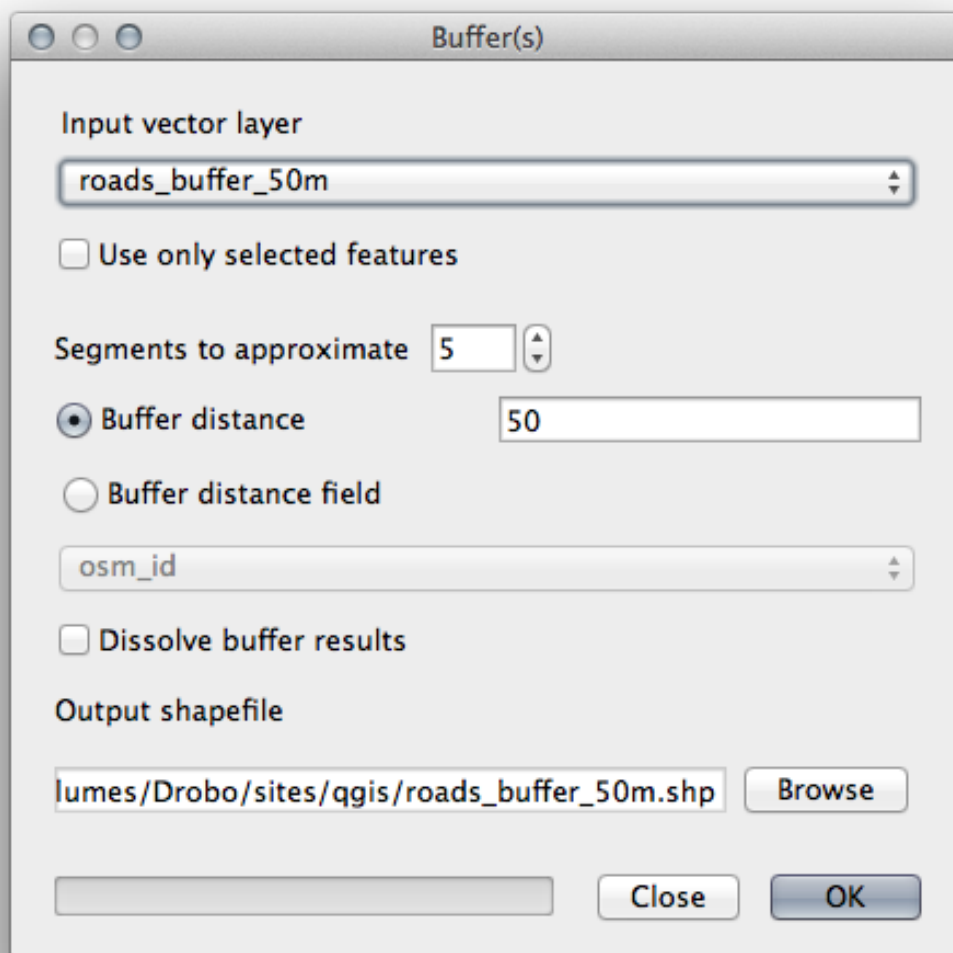 Buffer(s)
Input vector layer
roads_buffer_50m
Use only selected features
Segments to approximate 5
Buffer distance 50
Buffer distance field
osm_id
Dissolve buffer results
Output shapefile
lumes/Drobo/sites/qgis/roads_buffer_50m.shp Browse
Close OK